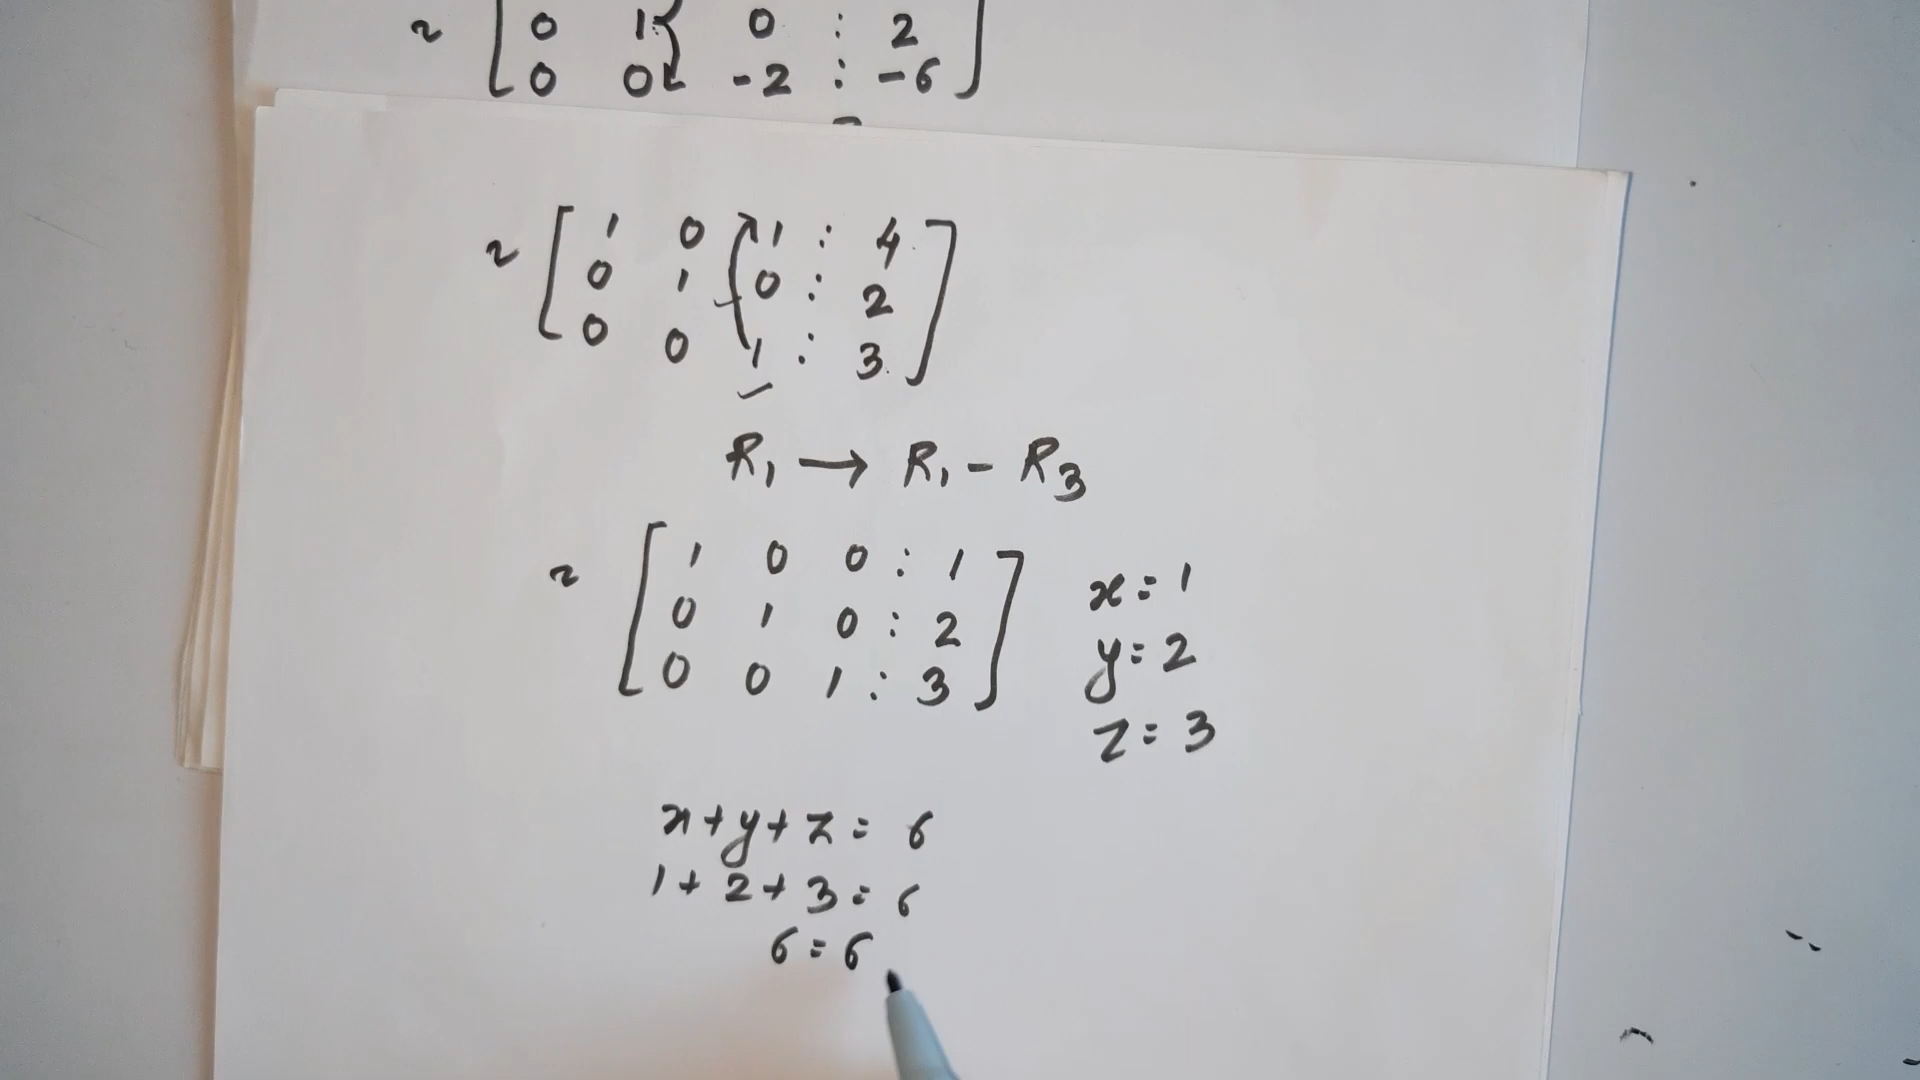 ~ [ 0 1 0 : 2 ]
[ 0 0 -2 : -6 ]
~ [ 1 0 1 : 4 ]
[ 0 1 0 : 2 ]
[ 0 0 1 : 3 ]
R₁ → R₁ - R₃
~ [ 1 0 0 : 1 ]
[ 0 1 0 : 2 ]
[ 0 0 1 : 3 ]
x = 1
y = 2
z = 3
x + y + z = 6
1 + 2 + 3 = 6
6 = 6